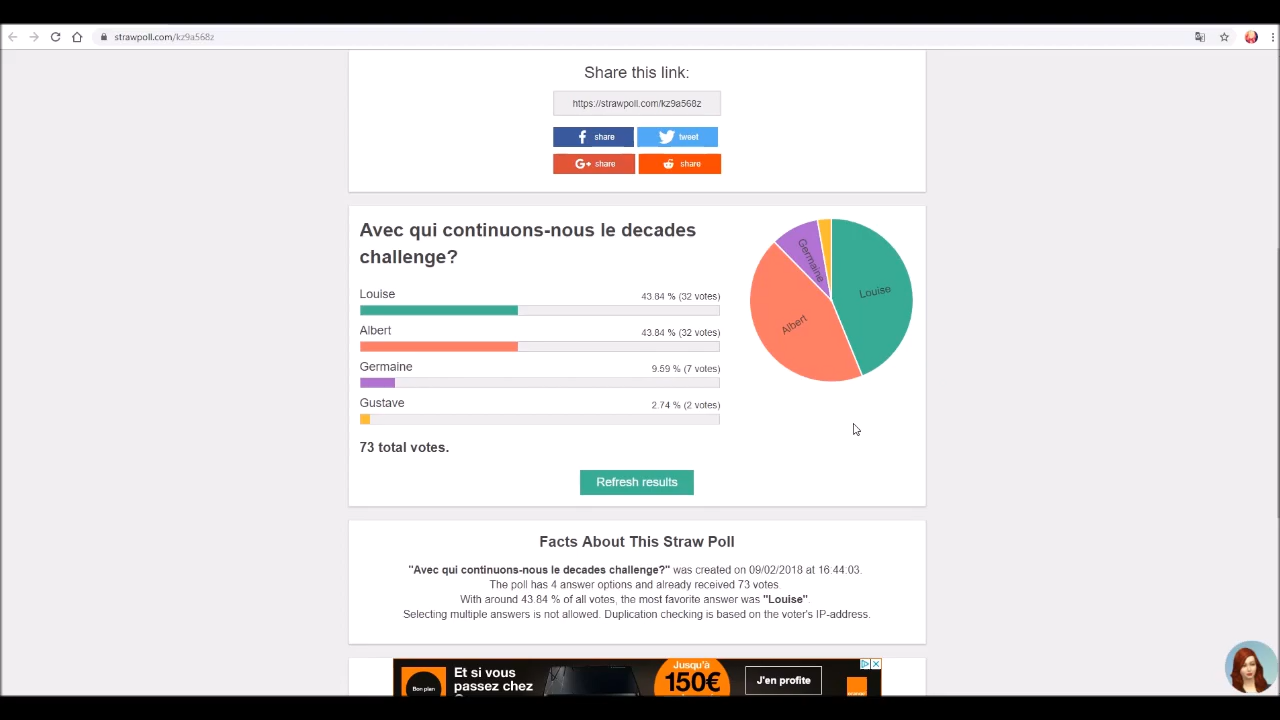 strawpoll.com/kz9a568z
Share this link:
https://strawpoll.com/kz9a568z
share
tweet
G+ share
share
Avec qui continuons-nous le decades
challenge?
Louise 43.84 % (32 votes)
Albert 43.84 % (32 votes)
Germaine 9.59 % (7 votes)
Gustave 2.74 % (2 votes)
73 total votes.
Louise
Albert
Germaine
Refresh results
Facts About This Straw Poll
"Avec qui continuons-nous le decades challenge?" was created on 09/02/2018 at 16:44:03.
The poll has 4 answer options and already received 73 votes.
With around 43.84 % of all votes, the most favorite answer was "Louise"
Selecting multiple answers is not allowed. Duplication checking is based on the voter's IP-address.
Bon plan
Et si vous
passez chez
Jusqu'à
150€
J'en profite